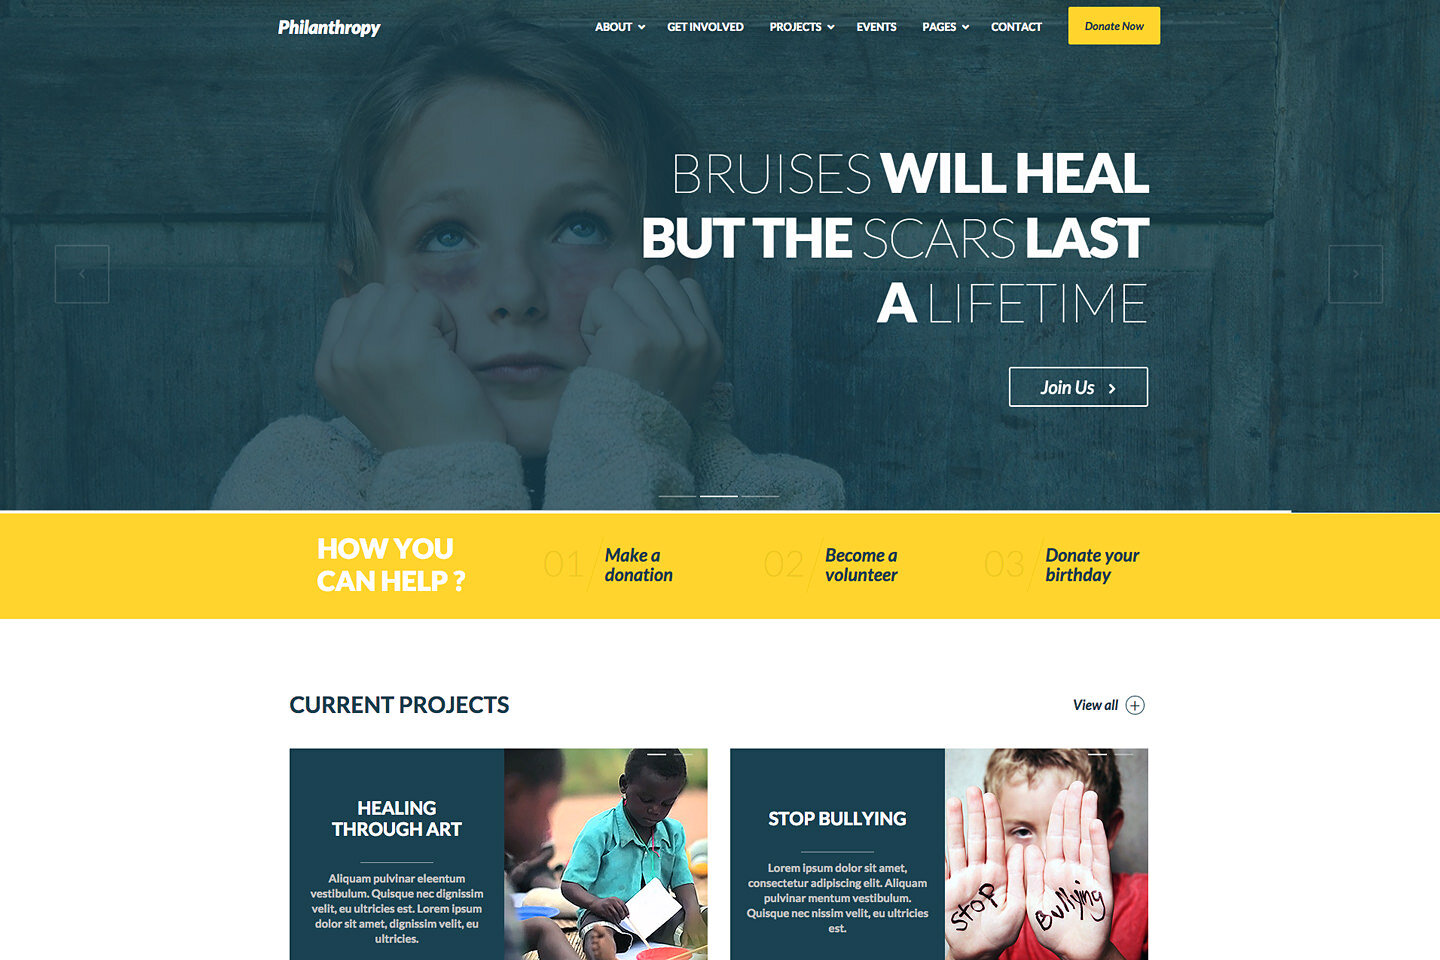 Philanthropy
ABOUT GET INVOLVED PROJECTS EVENTS PAGES CONTACT Donate Now
BRUISES WILL HEAL
BUT THE SCARS LAST
A LIFETIME
Join Us
HOW YOU
CAN HELP ?
01 Make a
donation
02 Become a
volunteer
03 Donate your
birthday
CURRENT PROJECTS
View all
HEALING
THROUGH ART
Aliquam pulvinar eleentum
vestibulum. Quisque nec dignissim
velit, eu ultricies est. Lorem ipsum
dolor sit amet, dignissim velit, eu
ultricies.
STOP BULLYING
Lorem ipsum dolor sit amet,
consectetur adipiscing elit. Aliquam
pulvinar mentum vestibulum.
Quisque nec nissim velit, eu ultricies
est.
Stop Bullying